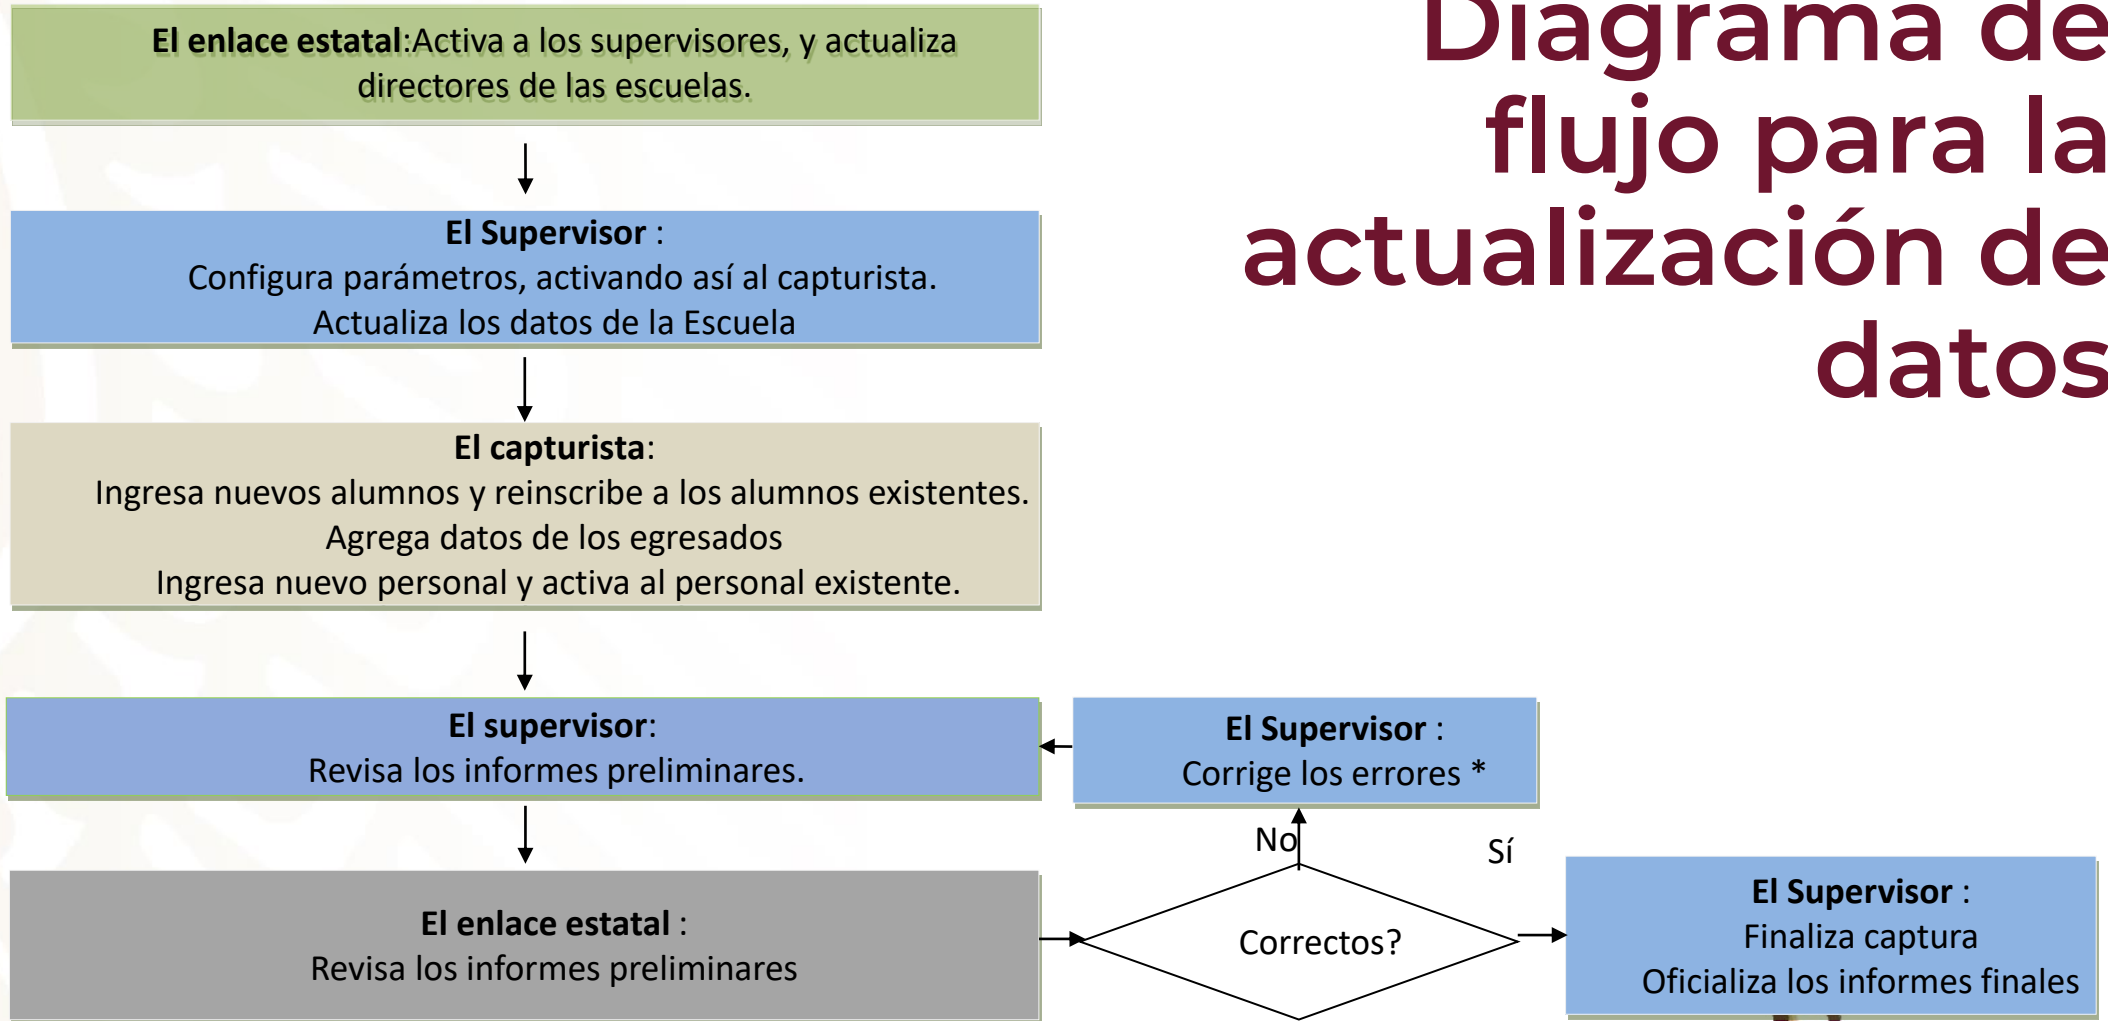 Diagrama de
flujo para la
actualización de
datos
El enlace estatal:Activa a los supervisores, y actualiza
directores de las escuelas.
El Supervisor :
Configura parámetros, activando así al capturista.
Actualiza los datos de la Escuela
El capturista:
Ingresa nuevos alumnos y reinscribe a los alumnos existentes.
Agrega datos de los egresados
Ingresa nuevo personal y activa al personal existente.
El supervisor:
Revisa los informes preliminares.
El Supervisor :
Corrige los errores *
No
Sí
El enlace estatal :
Revisa los informes preliminares
Correctos?
El Supervisor :
Finaliza captura
Oficializa los informes finales